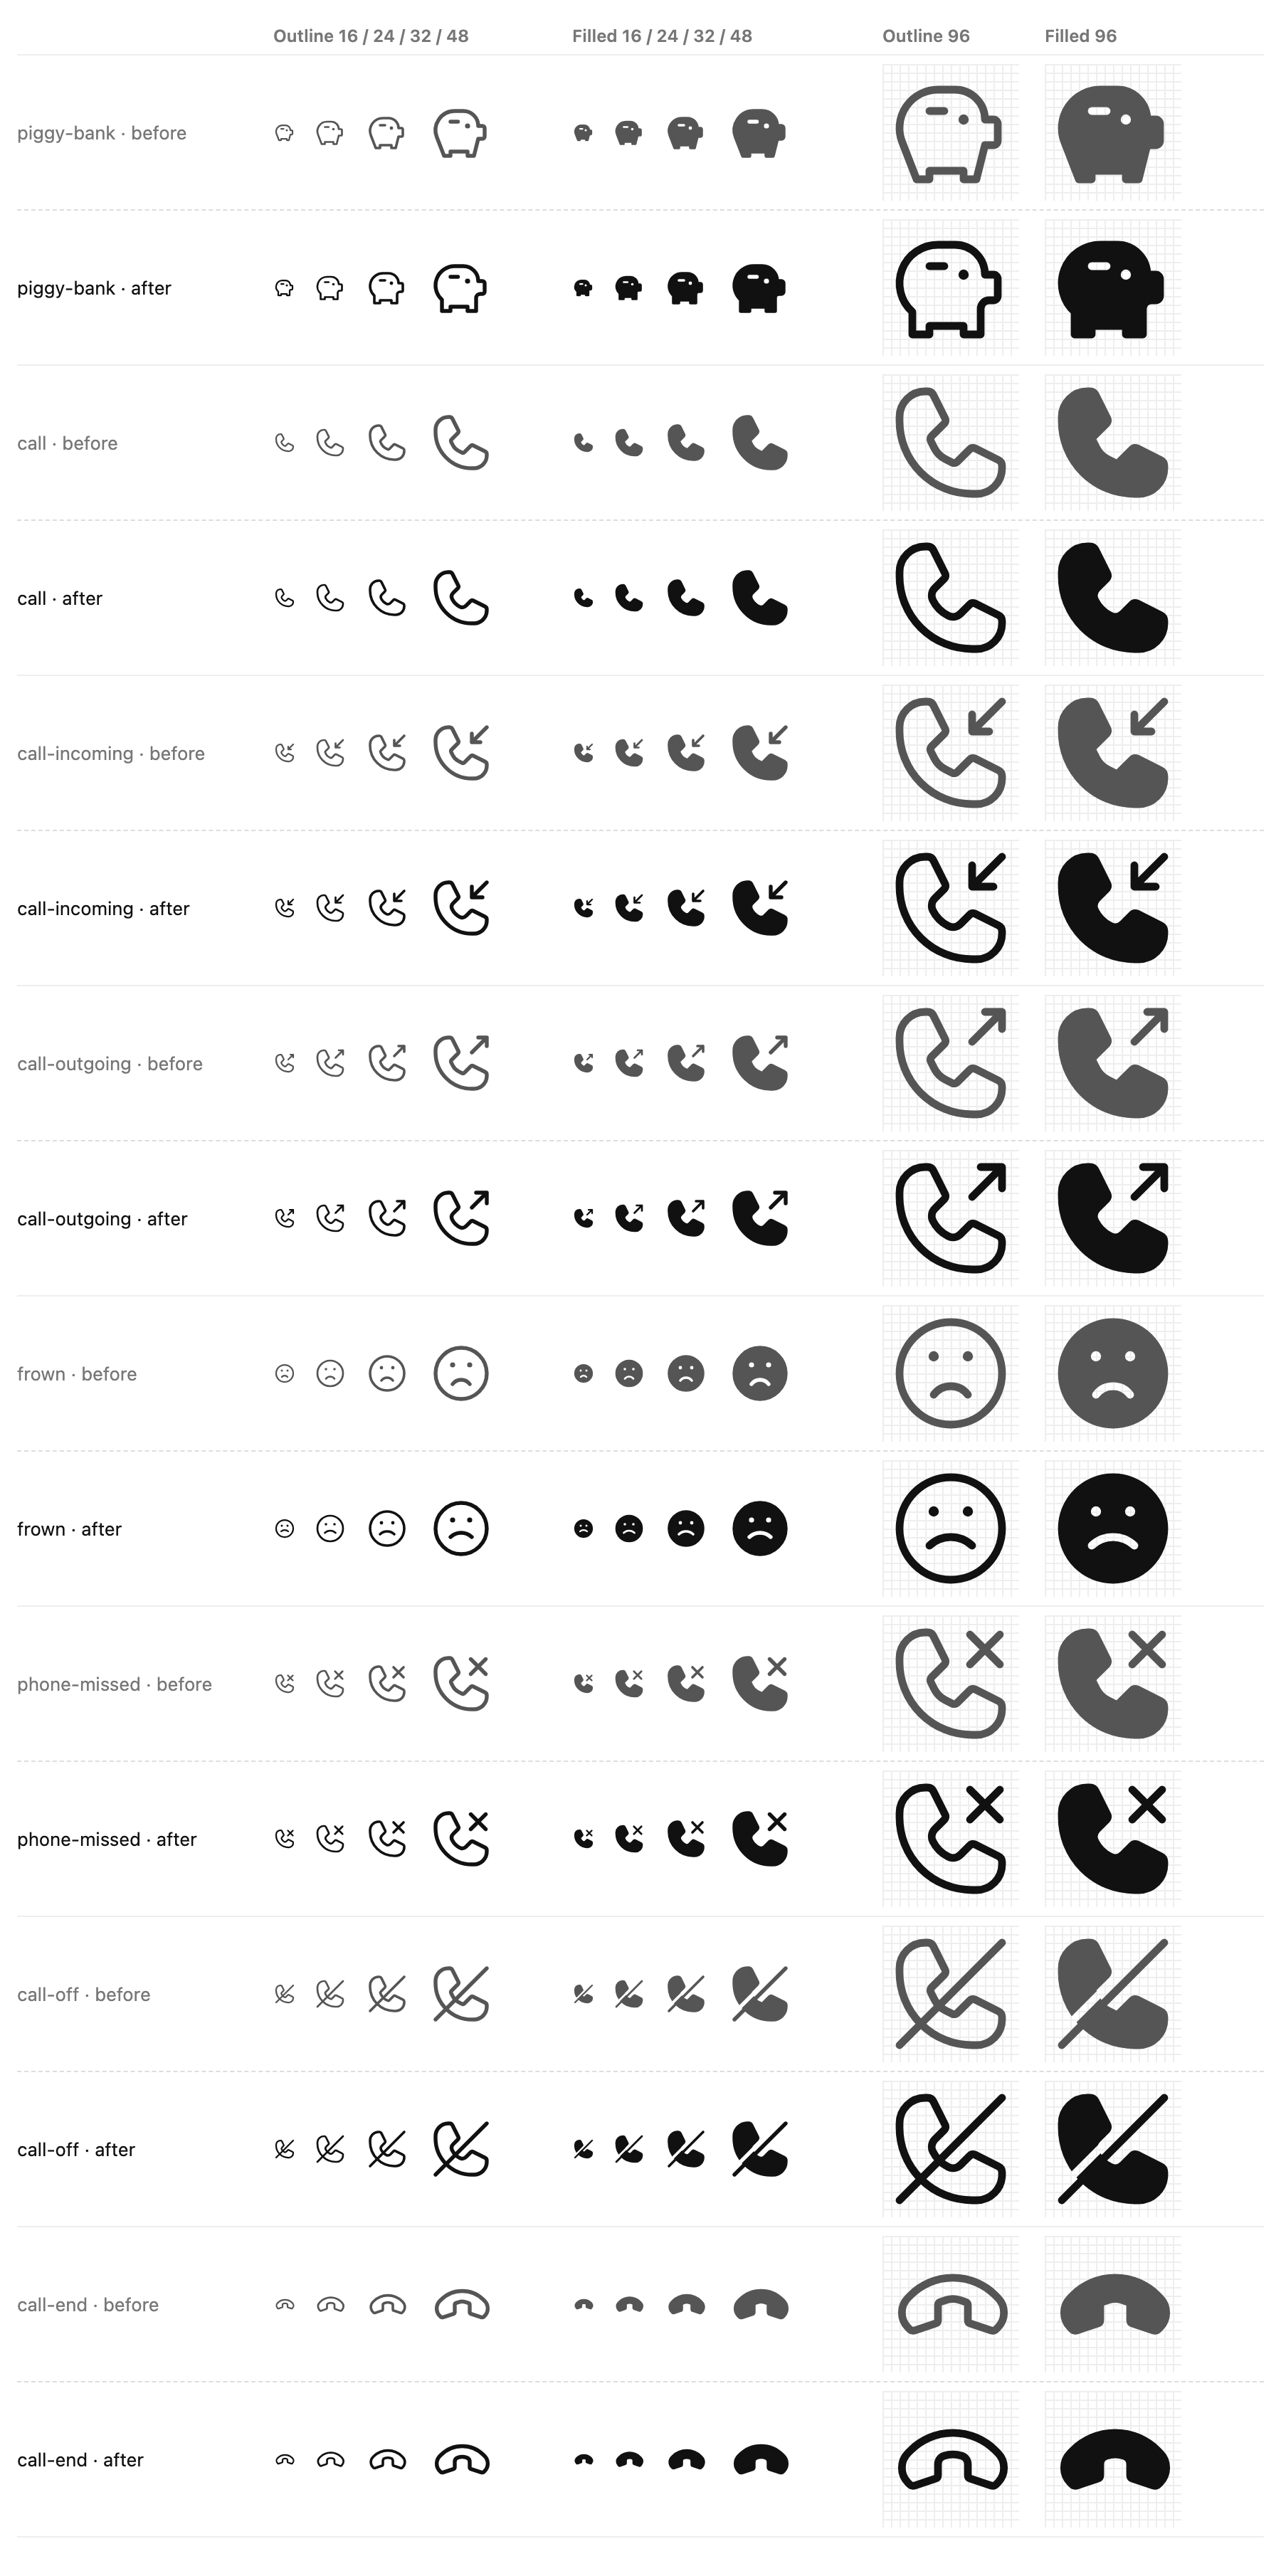 Outline 16 / 24 / 32 / 48 Filled 16 / 24 / 32 / 48 Outline 96 Filled 96
piggy-bank · before
piggy-bank · after
call · before
call · after
call-incoming · before
call-incoming · after
call-outgoing · before
call-outgoing · after
frown · before
frown · after
phone-missed · before
phone-missed · after
call-off · before
call-off · after
call-end · before
call-end · after